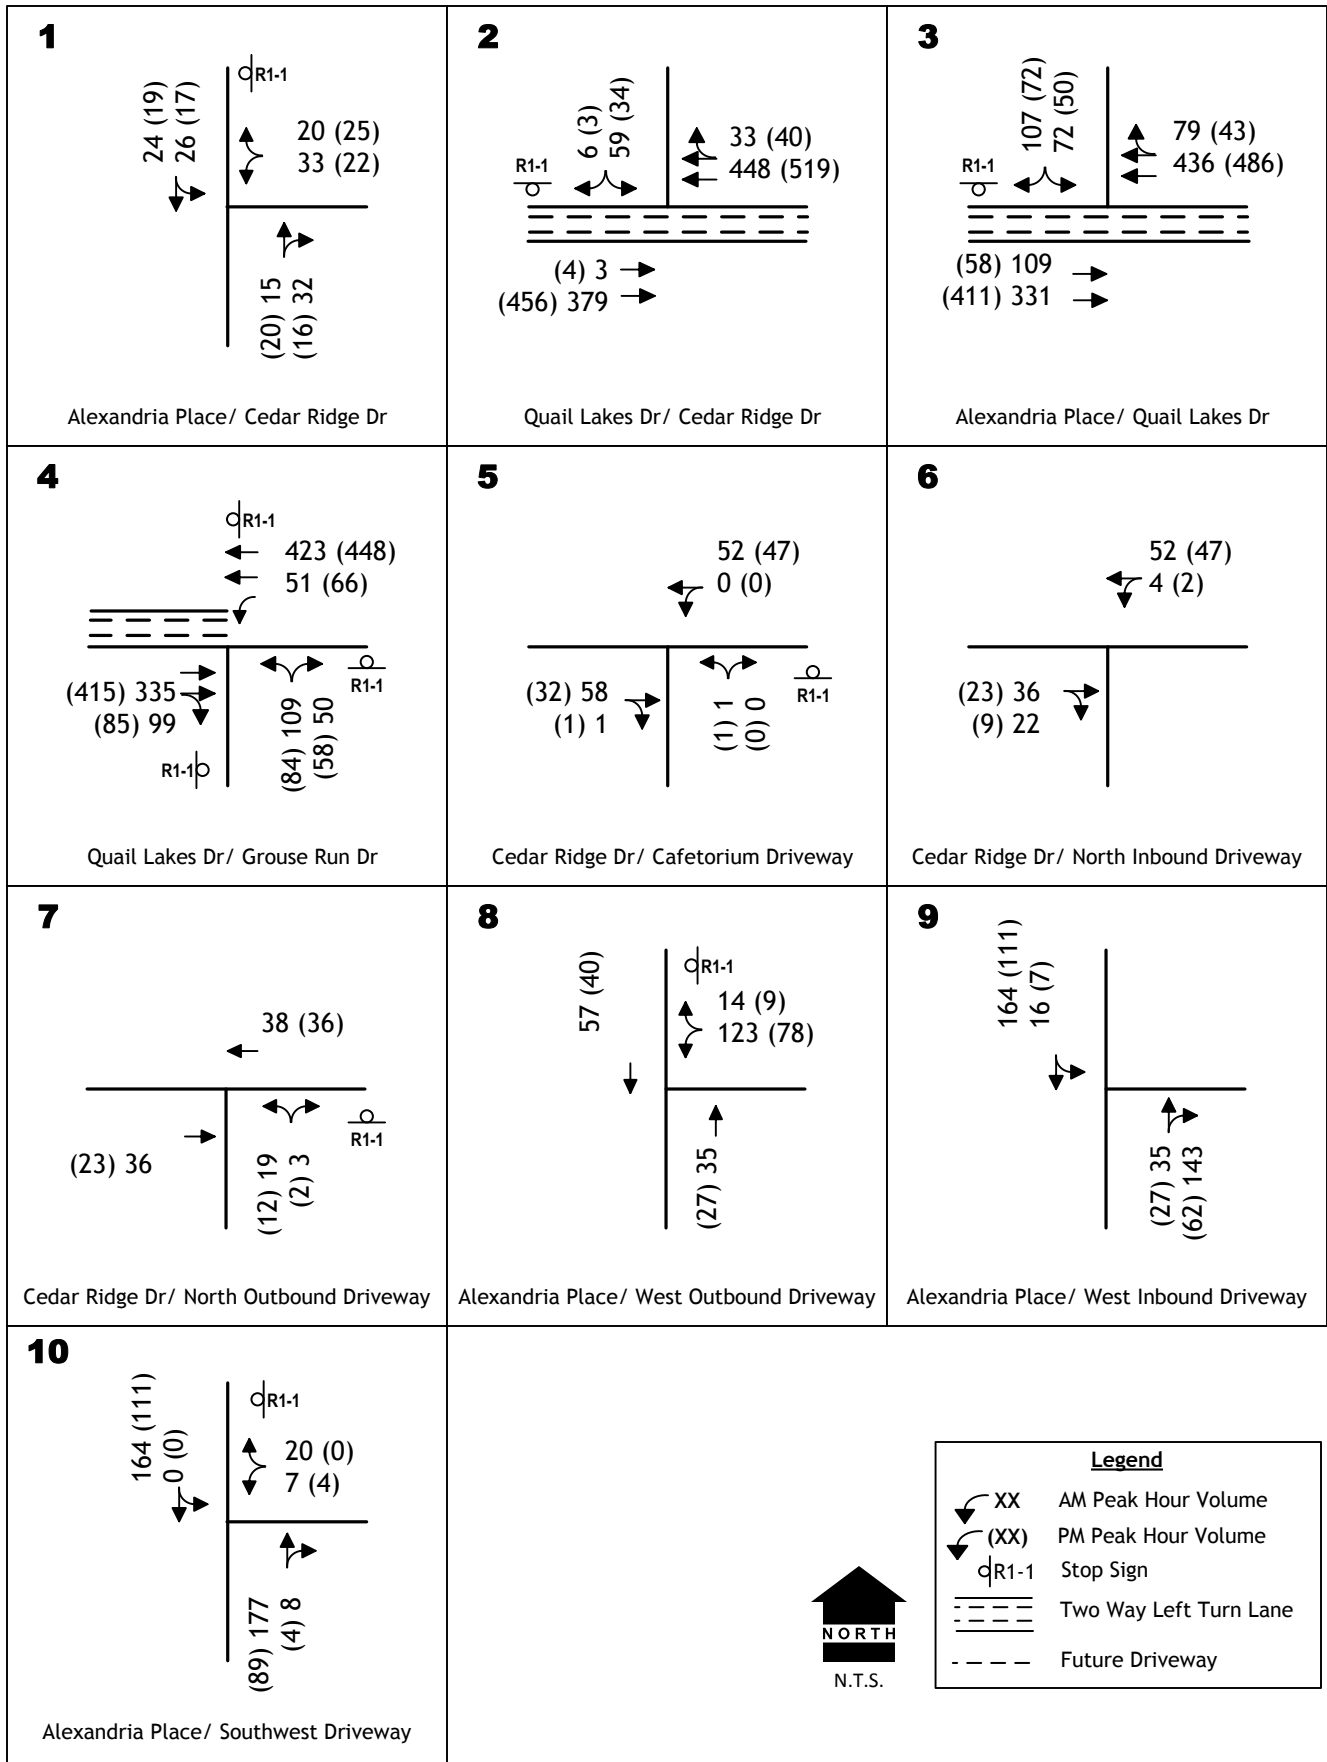 1
R1-1
24 (19)
26 (17)
20 (25)
33 (22)
(20) 15
(16) 32
Alexandria Place/ Cedar Ridge Dr
2
6 (3)
59 (34)
33 (40)
448 (519)
R1-1
(4) 3
(456) 379
Quail Lakes Dr/ Cedar Ridge Dr
3
107 (72)
72 (50)
79 (43)
436 (486)
R1-1
(58) 109
(411) 331
Alexandria Place/ Quail Lakes Dr
4
R1-1
423 (448)
51 (66)
(415) 335
(85) 99
R1-1
(84) 109
(58) 50
R1-1
Quail Lakes Dr/ Grouse Run Dr
5
52 (47)
0 (0)
(32) 58
(1) 1
(1) 1
(0) 0
R1-1
Cedar Ridge Dr/ Cafetorium Driveway
6
52 (47)
4 (2)
(23) 36
(9) 22
Cedar Ridge Dr/ North Inbound Driveway
7
38 (36)
(23) 36
(12) 19
(2) 3
R1-1
Cedar Ridge Dr/ North Outbound Driveway
8
57 (40)
R1-1
14 (9)
123 (78)
(27) 35
Alexandria Place/ West Outbound Driveway
9
164 (111)
16 (7)
(27) 35
(62) 143
Alexandria Place/ West Inbound Driveway
10
164 (111)
0 (0)
R1-1
20 (0)
7 (4)
(89) 177
(4) 8
Alexandria Place/ Southwest Driveway
NORTH
N.T.S.
Legend
XX AM Peak Hour Volume
(XX) PM Peak Hour Volume
R1-1 Stop Sign
Two Way Left Turn Lane
Future Driveway